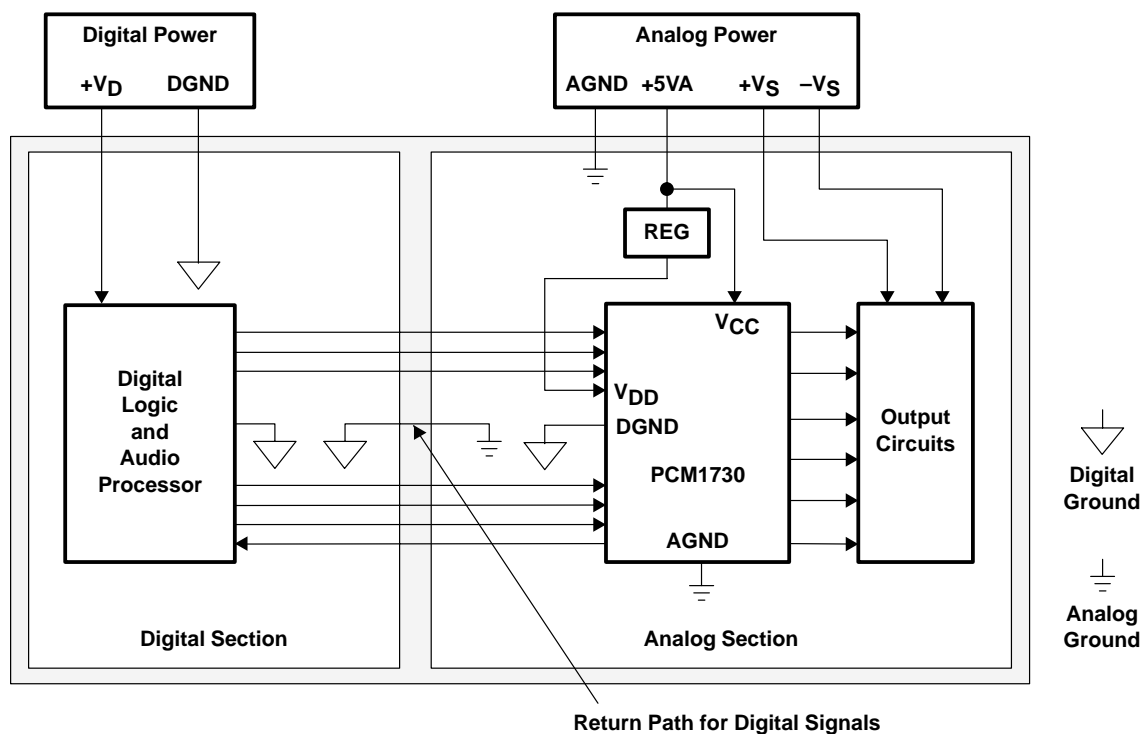 Digital Power
+VD DGND
Analog Power
AGND +5VA +VS –VS
REG
VCC
VDD
DGND
PCM1730
AGND
Digital
Logic
and
Audio
Processor
Output
Circuits
Digital
Ground
Analog
Ground
Digital Section
Analog Section
Return Path for Digital Signals